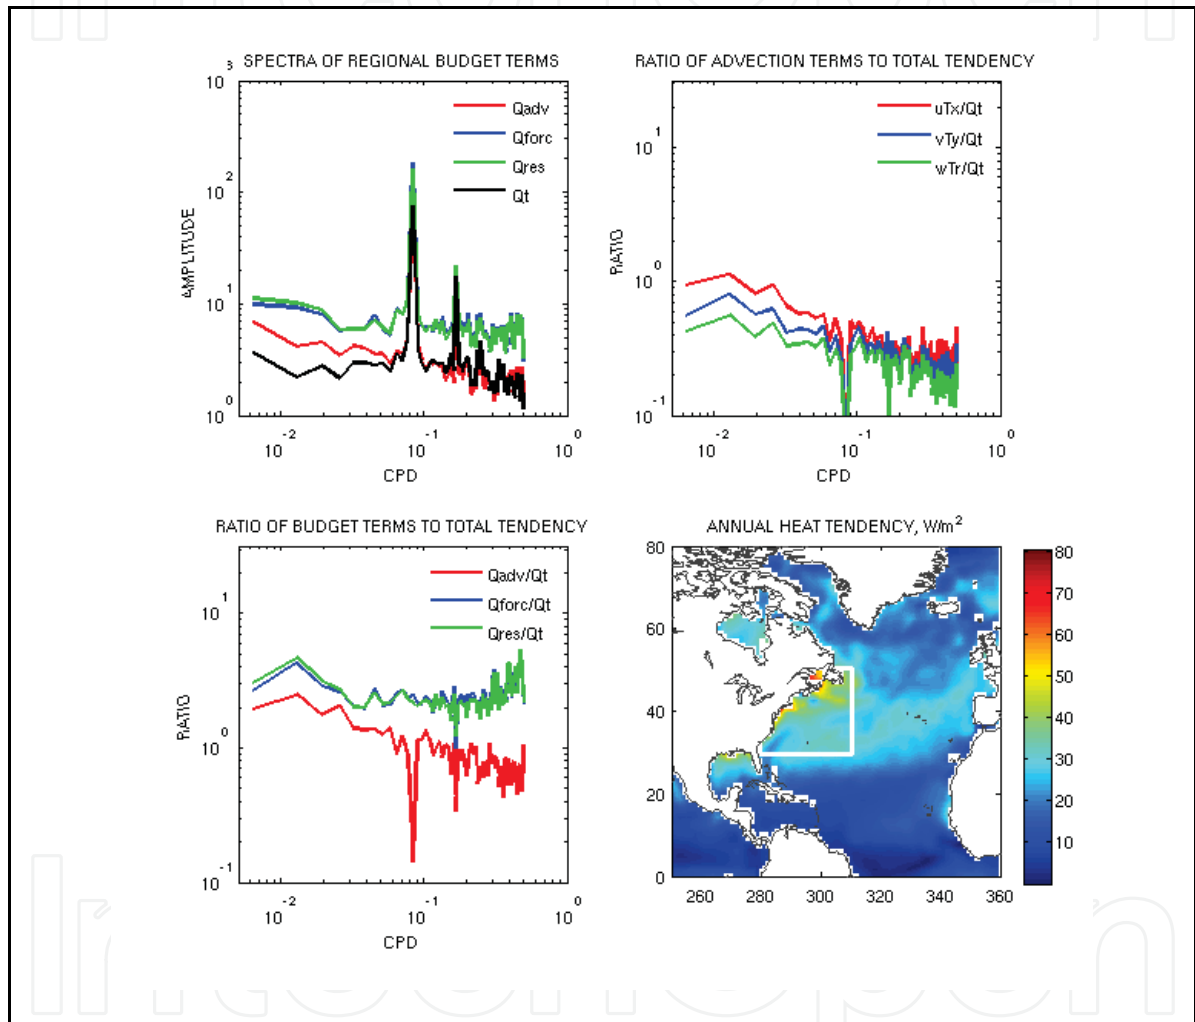 SPECTRA OF REGIONAL BUDGET TERMS
10 3
Qadv
Qforc
Qres
Qt
10 2
10 1
10 0
AMPLITUDE
10 -2
10 -1
10 0
CPD
RATIO OF ADVECTION TERMS TO TOTAL TENDENCY
uTx/Qt
vTy/Qt
wTr/Qt
10 1
10 0
10 -1
RATIO
10 -2
10 -1
10 0
CPD
RATIO OF BUDGET TERMS TO TOTAL TENDENCY
Qadv/Qt
Qforc/Qt
Qres/Qt
10 1
10 0
10 -1
RATIO
10 -2
10 -1
10 0
CPD
ANNUAL HEAT TENDENCY, W/m2
80
60
40
20
0
260 280 300 320 340 360
80
70
60
50
40
30
20
10
Intechopen